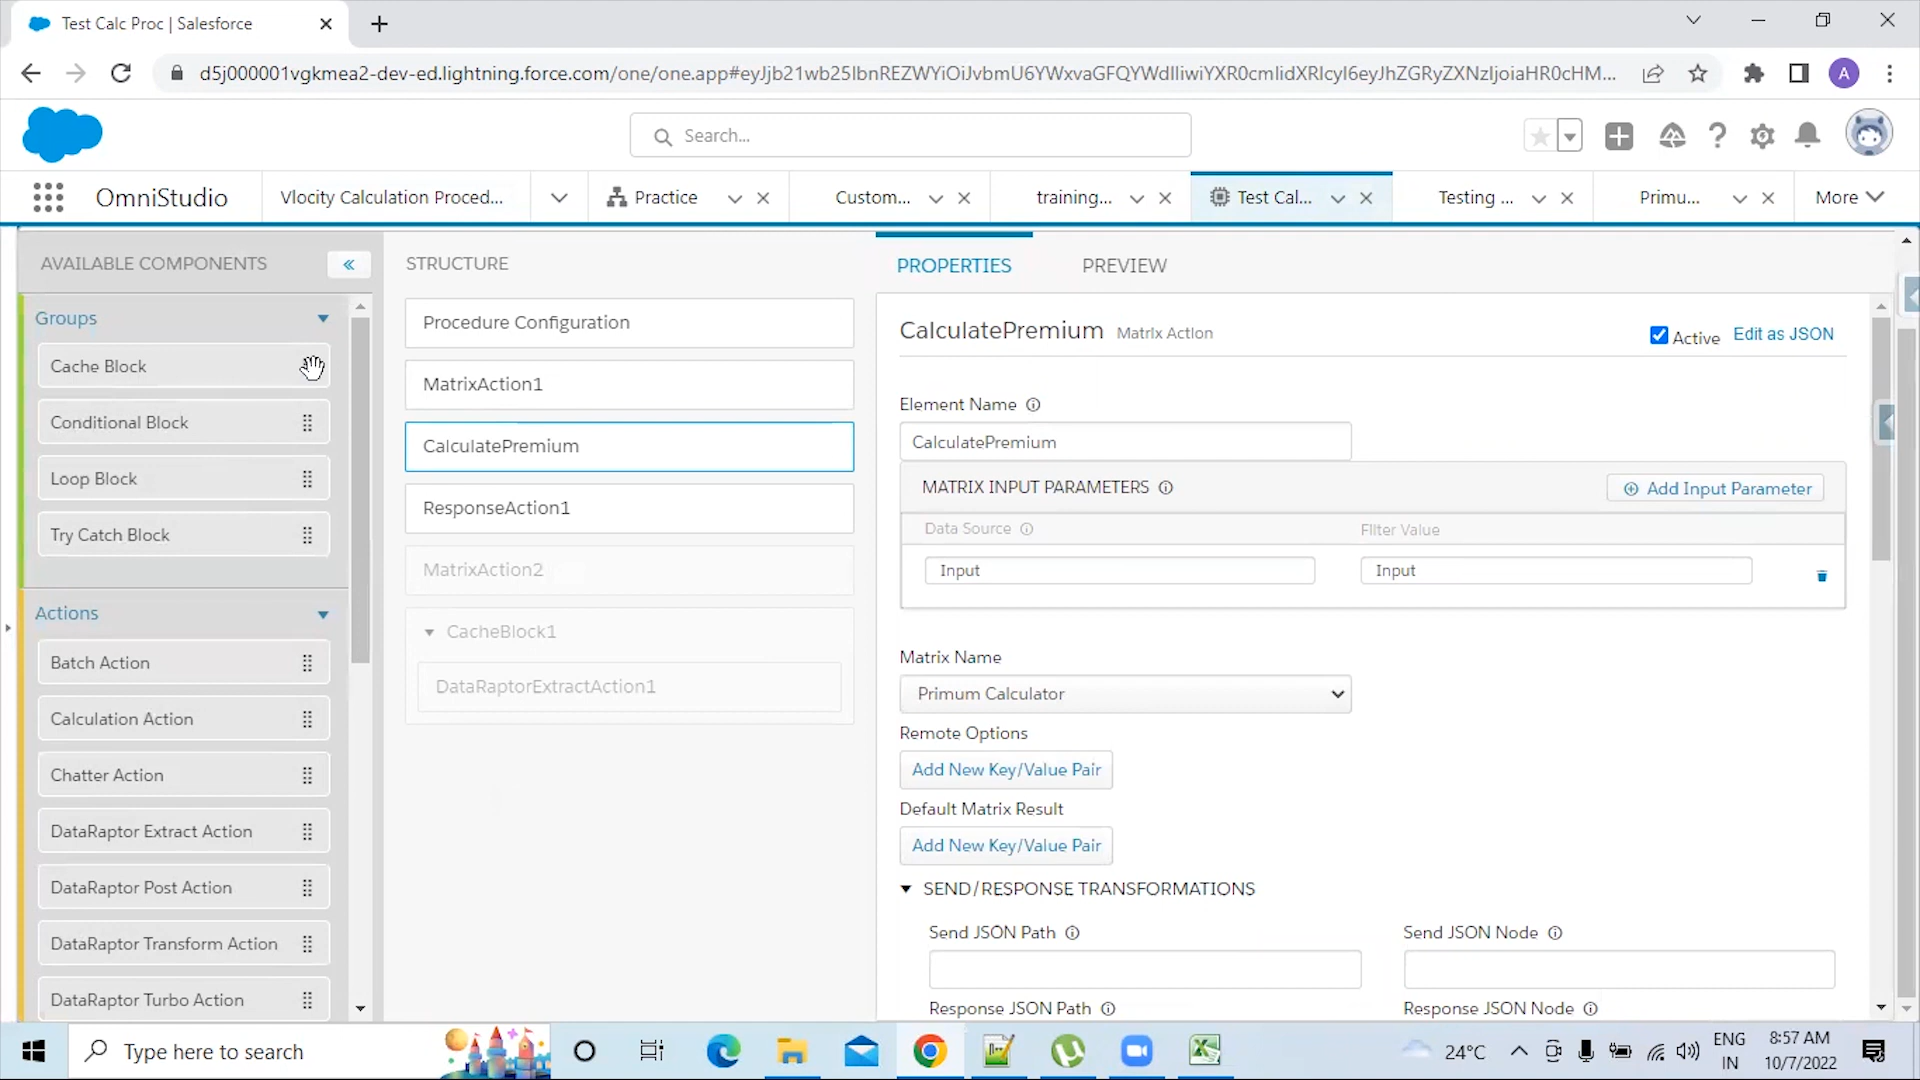 Test Calc Proc | Salesforce
d5j000001vgkmea2-dev-ed.lightning.force.com/one/one.app#eyJjb21wb25lbnREZWYiOiJvbmU6YWxvaGFQYWdlIiwiYXR0cmlidXRlcyI6eyJhZGRyZXNzIjoiaHR0cHM...
A
Search...
OmniStudio
Vlocity Calculation Proced...
Practice
Custom...
training...
Test Cal...
Testing ...
Primu...
More
AVAILABLE COMPONENTS
Groups
Cache Block
Conditional Block
Loop Block
Try Catch Block
Actions
Batch Action
Calculation Action
Chatter Action
DataRaptor Extract Action
DataRaptor Post Action
DataRaptor Transform Action
DataRaptor Turbo Action
STRUCTURE
Procedure Configuration
MatrixAction1
CalculatePremium
ResponseAction1
MatrixAction2
CacheBlock1
DataRaptorExtractAction1
PROPERTIES
PREVIEW
CalculatePremium Matrix Action
Active Edit as JSON
Element Name
CalculatePremium
MATRIX INPUT PARAMETERS
Add Input Parameter
Data Source
Filter Value
Input
Input
Matrix Name
Primum Calculator
Remote Options
Add New Key/Value Pair
Default Matrix Result
Add New Key/Value Pair
SEND/RESPONSE TRANSFORMATIONS
Send JSON Path
Send JSON Node
Response JSON Path
Response JSON Node
Type here to search
24°C
ENG
IN
8:57 AM
10/7/2022